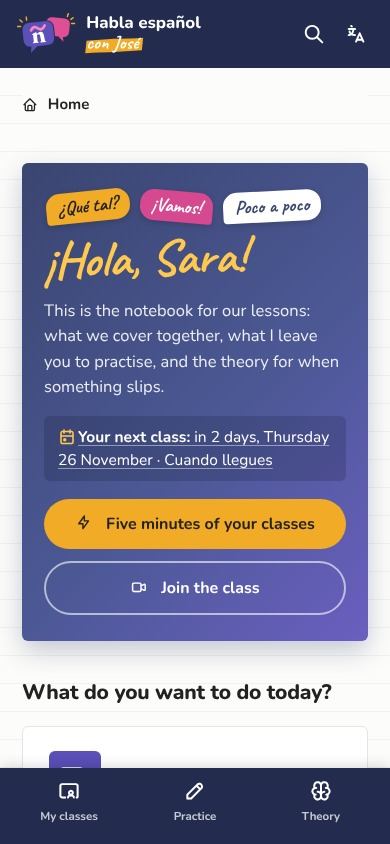 ñ
Habla español
con José
Home
¿Qué tal?
¡Vamos!
Poco a poco
¡Hola, Sara!
This is the notebook for our lessons:
what we cover together, what I leave
you to practise, and the theory for when
something slips.
Your next class: in 2 days, Thursday
26 November · Cuando llegues
Five minutes of your classes
Join the class
What do you want to do today?
My classes
Practice
Theory